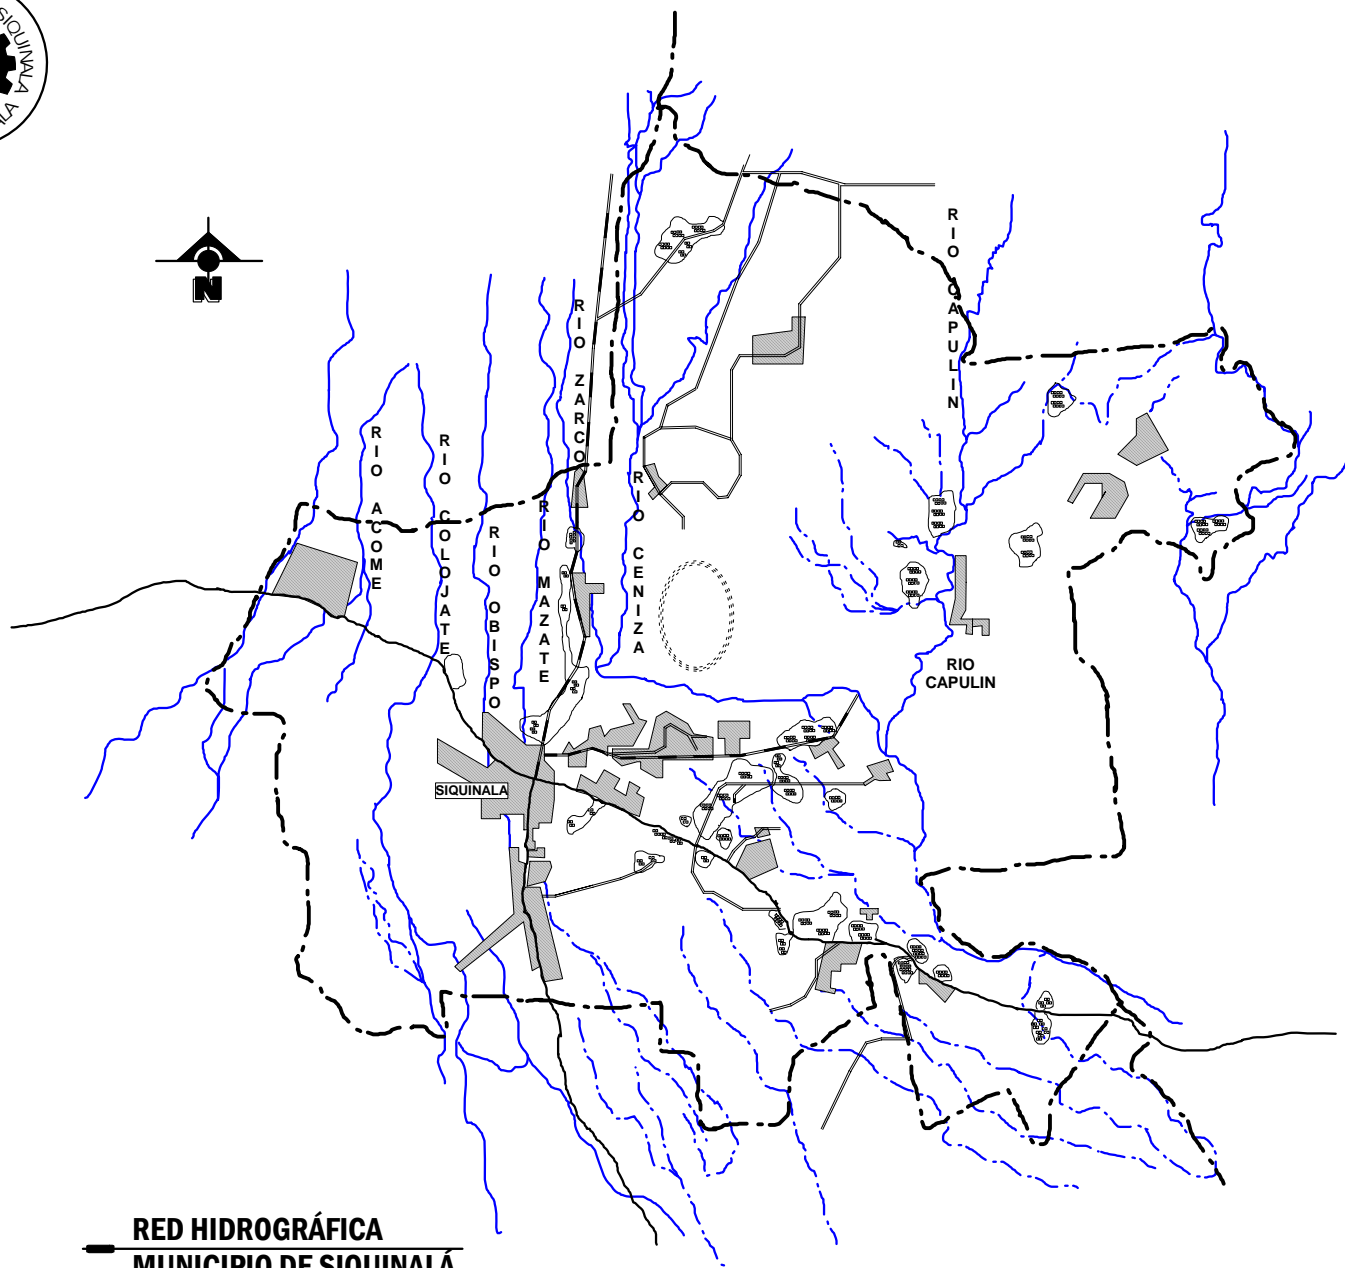 SIQUINALA
N
RIO ZARCO
RIO CAPULIN
RIO ACOME
RIO COLOJATE
RIO OBISPO
RIO MAZATE
RIO CENIZA
RIO
CAPULIN
SIQUINALA
RED HIDROGRÁFICA
MUNICIPIO DE SIQUINALÁ